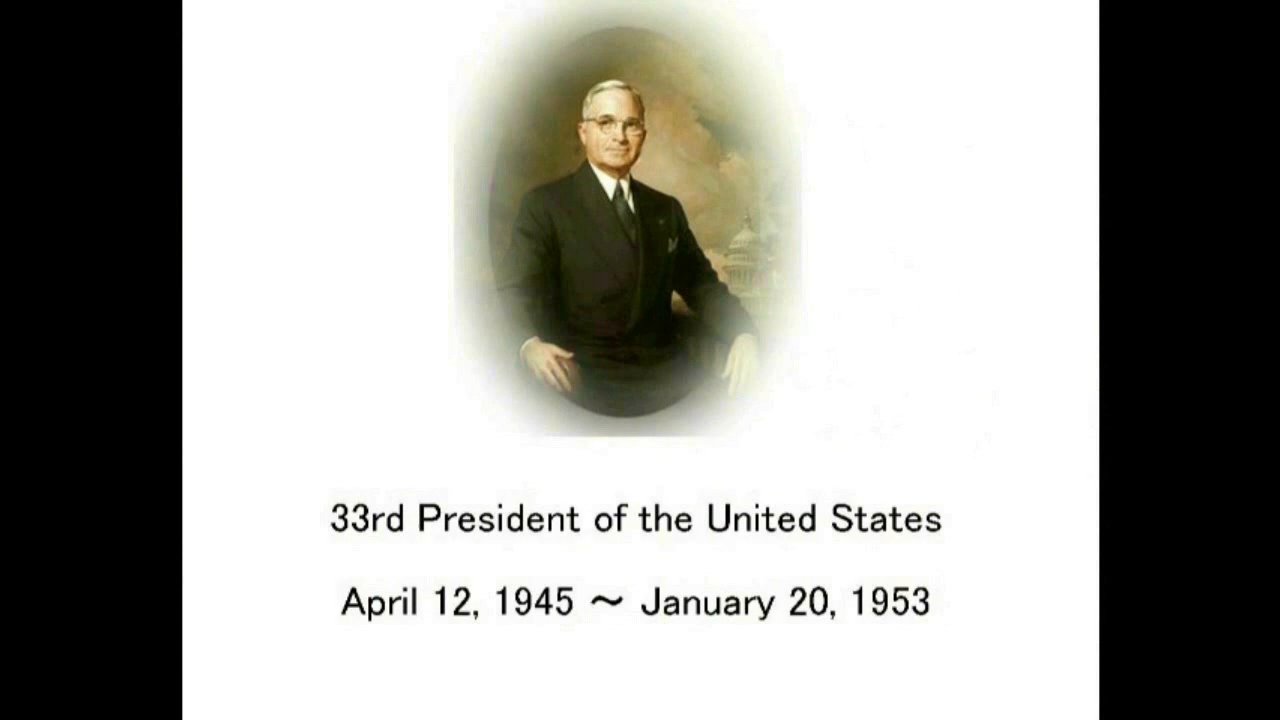 33rd President of the United States
April 12, 1945 ～ January 20, 1953